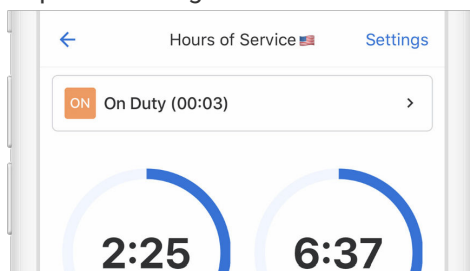 Hours of Service🇺🇸
Settings
ON On Duty (00:03)
2:25
6:37